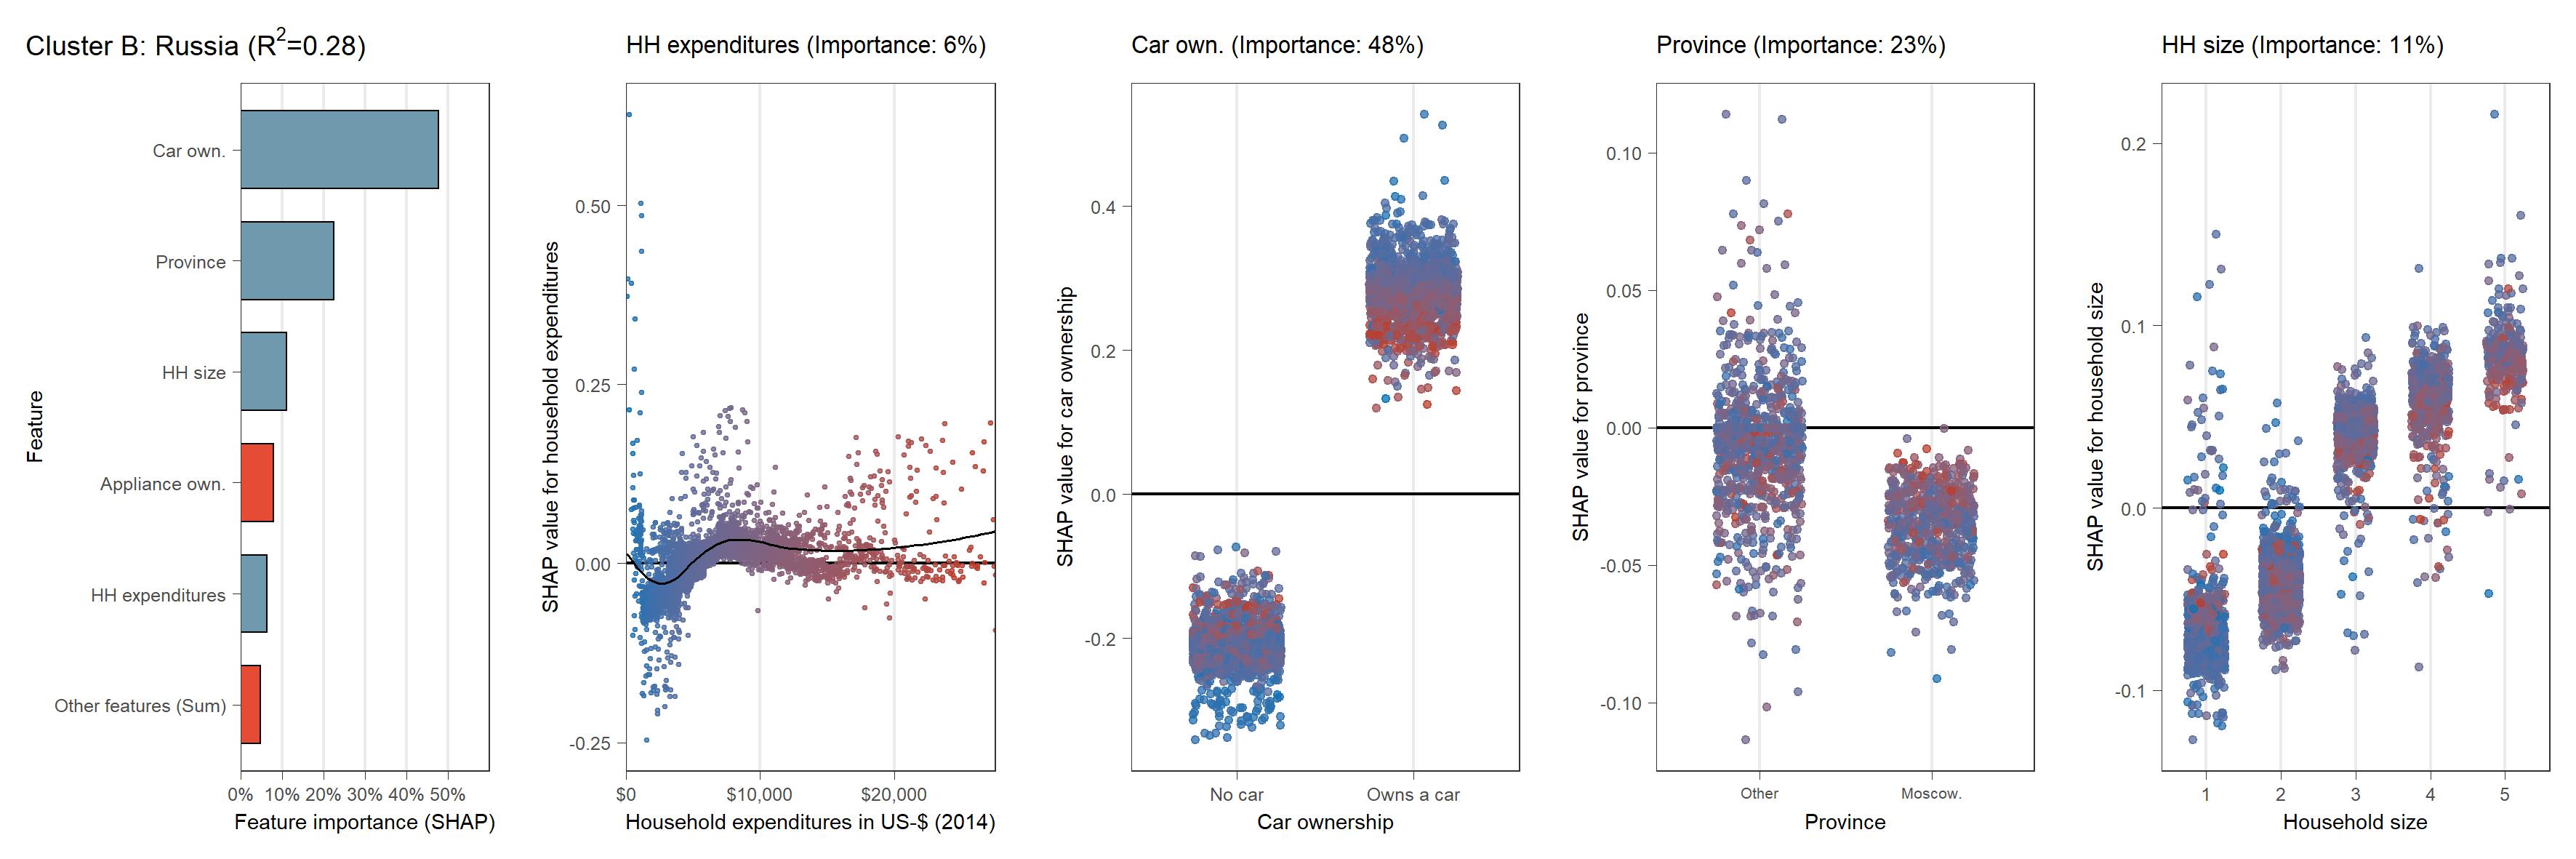 Cluster B: Russia (R2=0.28)
Feature
Car own.
Province
HH size
Appliance own.
HH expenditures
Other features (Sum)
0% 10% 20% 30% 40% 50%
Feature importance (SHAP)
HH expenditures (Importance: 6%)
SHAP value for household expenditures
0.50
0.25
0.00
-0.25
$0 $10,000 $20,000
Household expenditures in US-$ (2014)
Car own. (Importance: 48%)
SHAP value for car ownership
0.4
0.2
0.0
-0.2
No car Owns a car
Car ownership
Province (Importance: 23%)
SHAP value for province
0.10
0.05
0.00
-0.05
-0.10
Other Moscow.
Province
HH size (Importance: 11%)
SHAP value for household size
0.2
0.1
0.0
-0.1
1 2 3 4 5
Household size